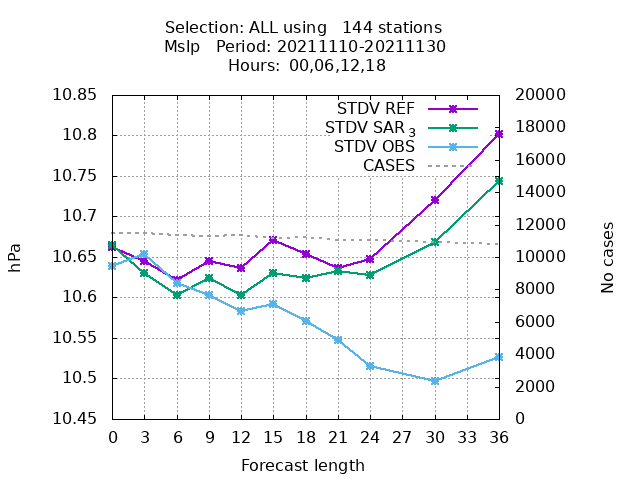 Selection: ALL using   144 stations
Mslp   Period: 20211110-20211130
Hours: 00,06,12,18
STDV REF
STDV SAR3
STDV OBS
CASES
10.85
10.8
10.75
10.7
10.65
10.6
10.55
10.5
10.45
hPa
20000
18000
16000
14000
12000
10000
8000
6000
4000
2000
0
No cases
0 3 6 9 12 15 18 21 24 27 30 33 36
Forecast length